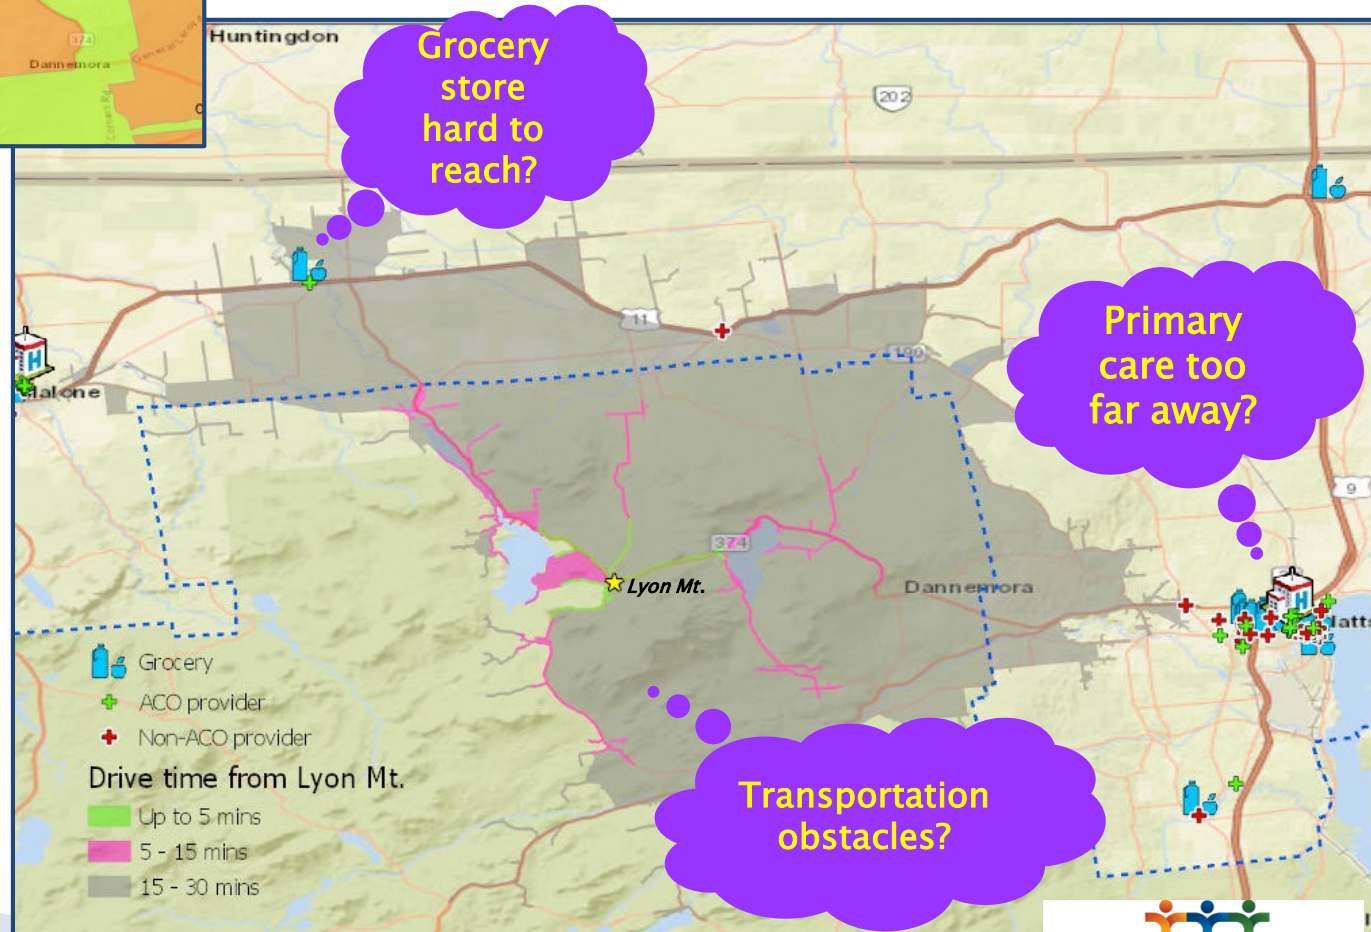 374
Dannemora
Huntingdon
Grocery
store
hard to
reach?
202
11
190
Primary
care too
far away?
Malone
9
374
Lyon Mt.
Dannemora
Grocery
ACO provider
Non-ACO provider
Drive time from Lyon Mt.
Up to 5 mins
5 - 15 mins
15 - 30 mins
Transportation
obstacles?
H
H